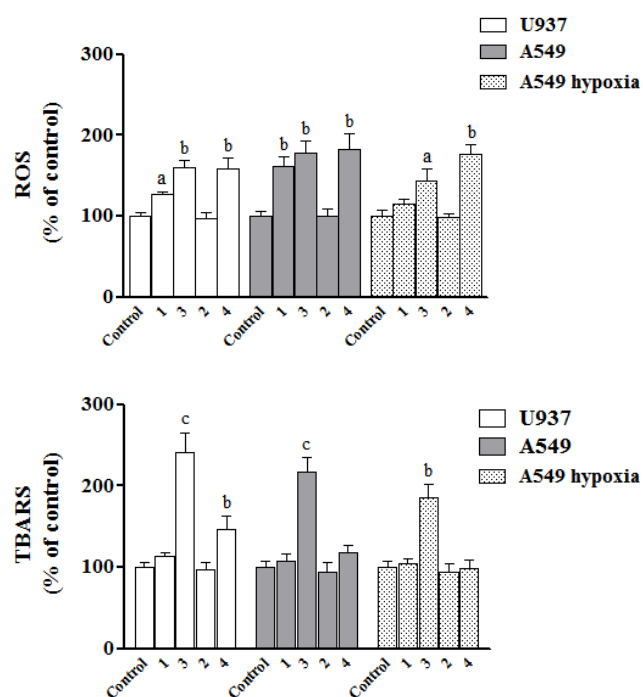 U937
A549
A549 hypoxia
300
200
100
0
ROS
(% of control)
a
b
b
b
b
b
a
b
Control
1
3
2
4
Control
1
3
2
4
Control
1
3
2
4
U937
A549
A549 hypoxia
300
200
100
0
TBARS
(% of control)
c
b
c
b
Control
1
3
2
4
Control
1
3
2
4
Control
1
3
2
4